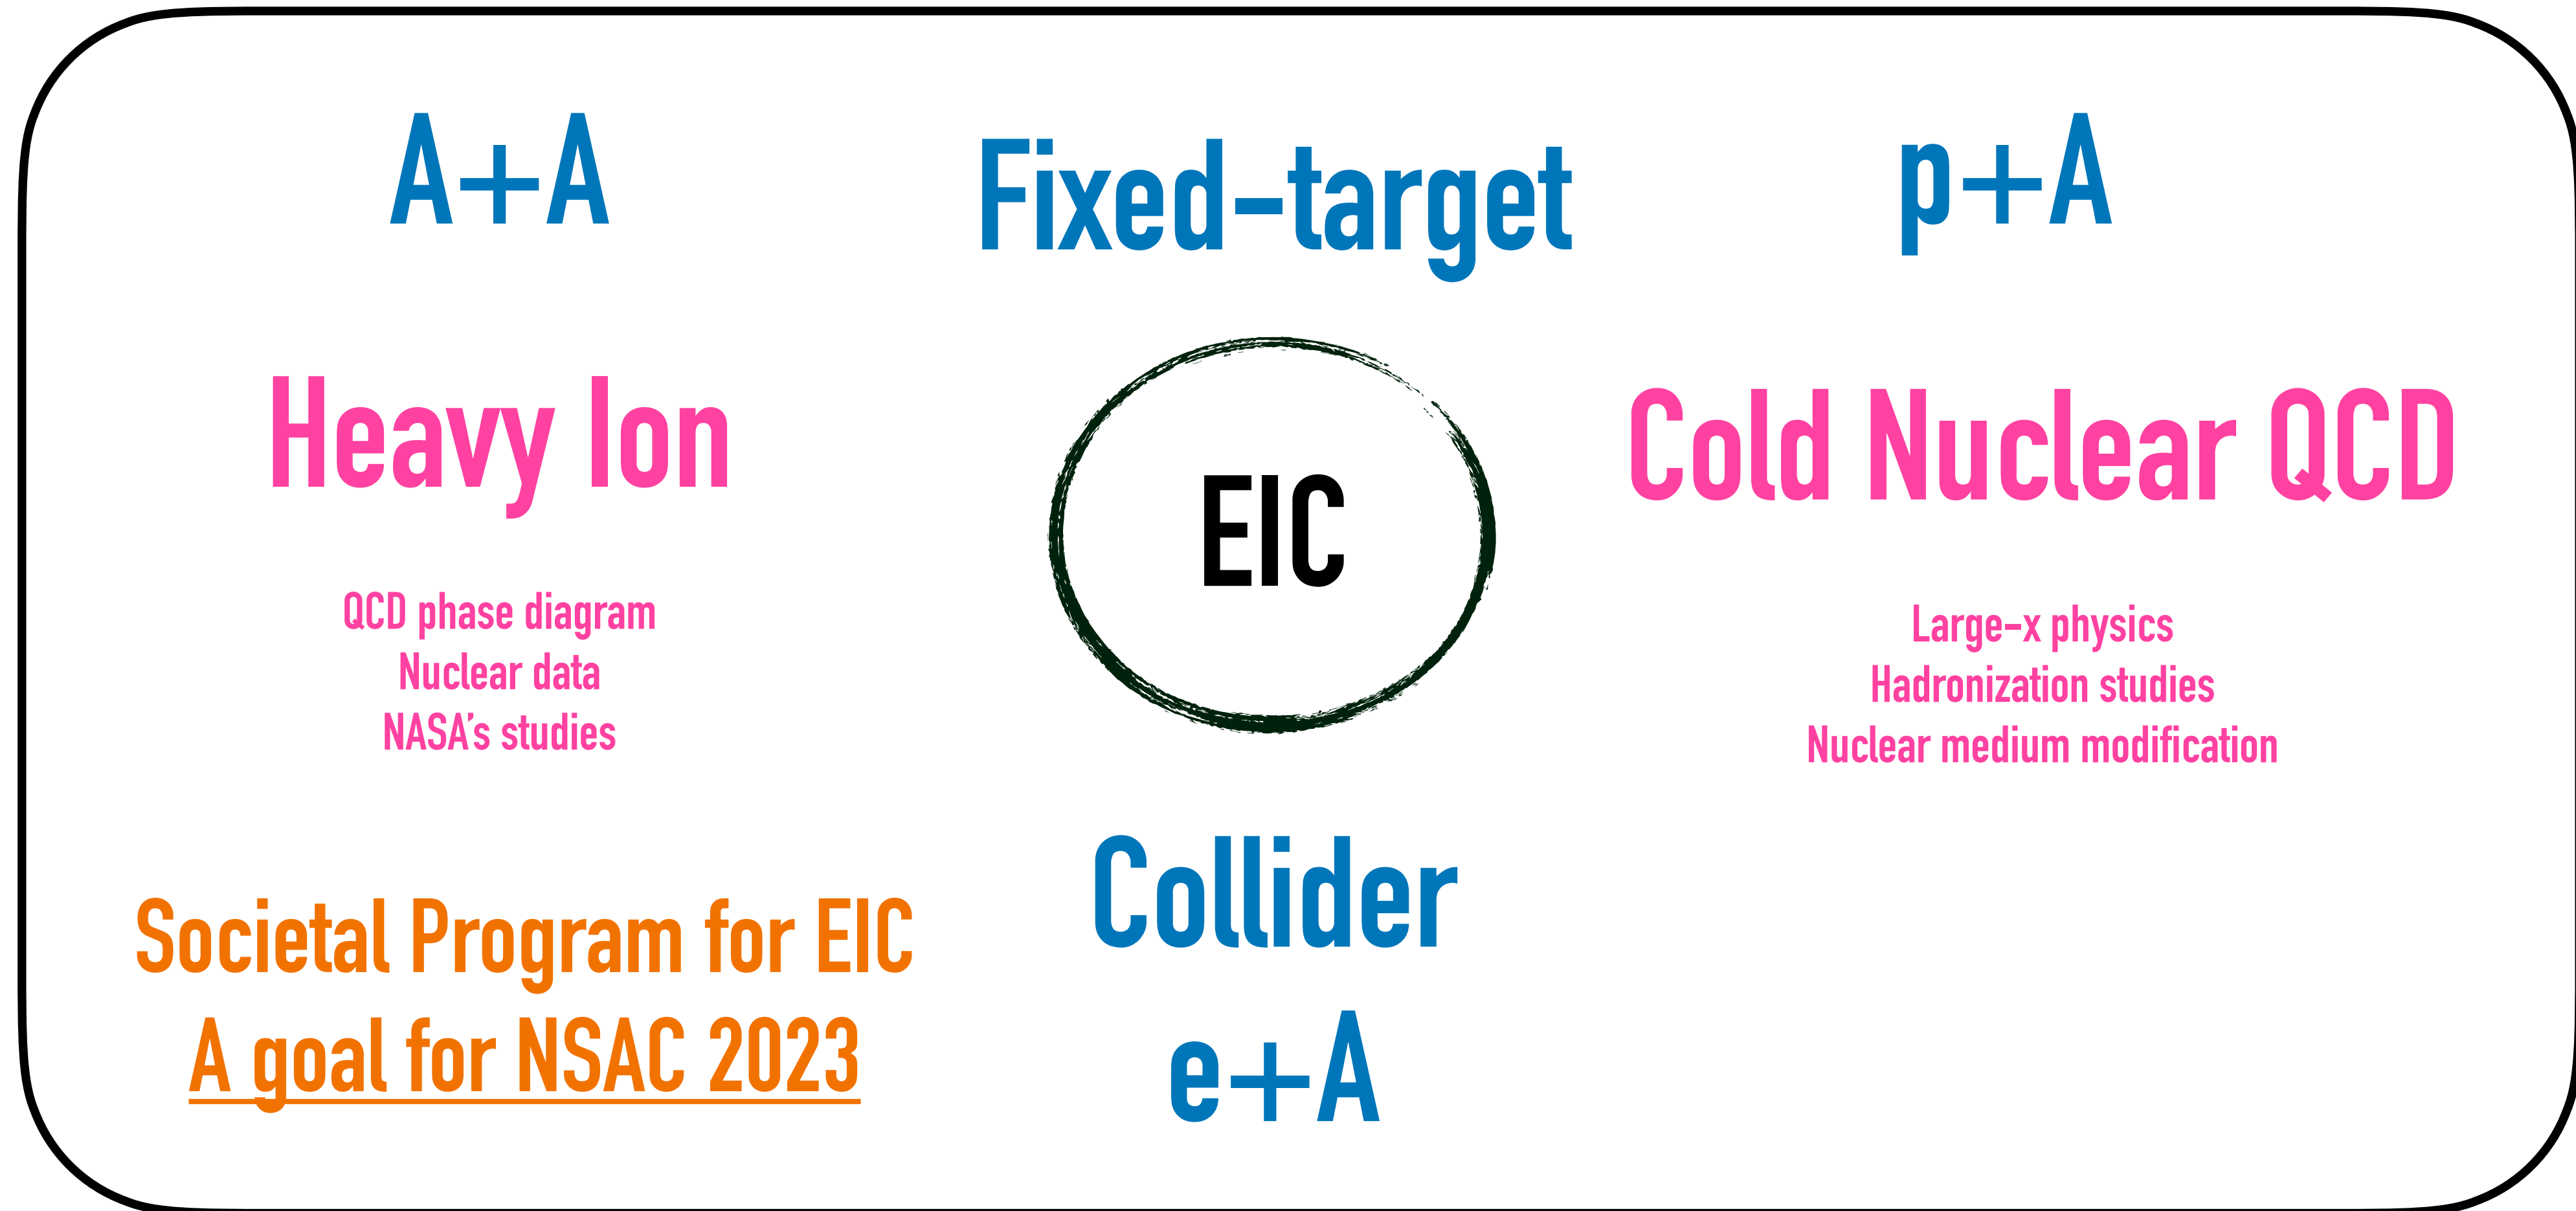 A+A
Fixed-target
p+A
Heavy Ion
QCD phase diagram
Nuclear data
NASA's studies
EIC
Cold Nuclear QCD
Large-x physics
Hadronization studies
Nuclear medium modification
Societal Program for EIC
A goal for NSAC 2023
Collider
e+A